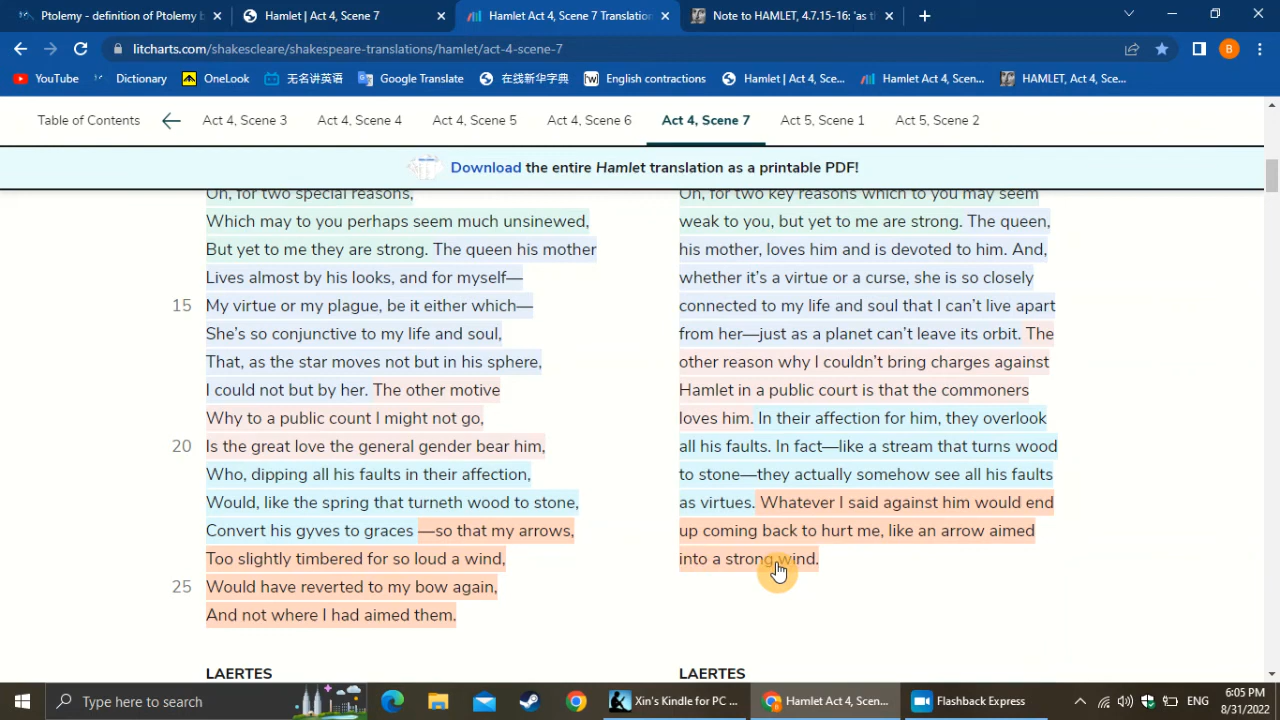 Ptolemy - definition of Ptolemy b
Hamlet | Act 4, Scene 7
Hamlet Act 4, Scene 7 Translation
Note to HAMLET, 4.7.15-16: 'as th
litcharts.com/shakescleare/shakespeare-translations/hamlet/act-4-scene-7
B
YouTube
Dictionary
OneLook
无名讲英语
Google Translate
在线新华字典
[w] English contractions
Hamlet | Act 4, Sce...
Hamlet Act 4, Scen...
HAMLET, Act 4, Sce...
Table of Contents
Act 4, Scene 3
Act 4, Scene 4
Act 4, Scene 5
Act 4, Scene 6
Act 4, Scene 7
Act 5, Scene 1
Act 5, Scene 2
Download the entire Hamlet translation as a printable PDF!
Oh, for two special reasons,
Which may to you perhaps seem much unsinewed,
But yet to me they are strong. The queen his mother
Lives almost by his looks, and for myself—
15 My virtue or my plague, be it either which—
She's so conjunctive to my life and soul,
That, as the star moves not but in his sphere,
I could not but by her. The other motive
Why to a public count I might not go,
20 Is the great love the general gender bear him,
Who, dipping all his faults in their affection,
Would, like the spring that turneth wood to stone,
Convert his gyves to graces —so that my arrows,
Too slightly timbered for so loud a wind,
25 Would have reverted to my bow again,
And not where I had aimed them.
LAERTES
Oh, for two key reasons which to you may seem
weak to you, but yet to me are strong. The queen,
his mother, loves him and is devoted to him. And,
whether it's a virtue or a curse, she is so closely
connected to my life and soul that I can't live apart
from her—just as a planet can't leave its orbit. The
other reason why I couldn't bring charges against
Hamlet in a public court is that the commoners
loves him. In their affection for him, they overlook
all his faults. In fact—like a stream that turns wood
to stone—they actually somehow see all his faults
as virtues. Whatever I said against him would end
up coming back to hurt me, like an arrow aimed
into a strong wind.
LAERTES
Type here to search
Xin's Kindle for PC ...
Hamlet Act 4, Scen...
Flashback Express
ENG
6:05 PM
8/31/2022